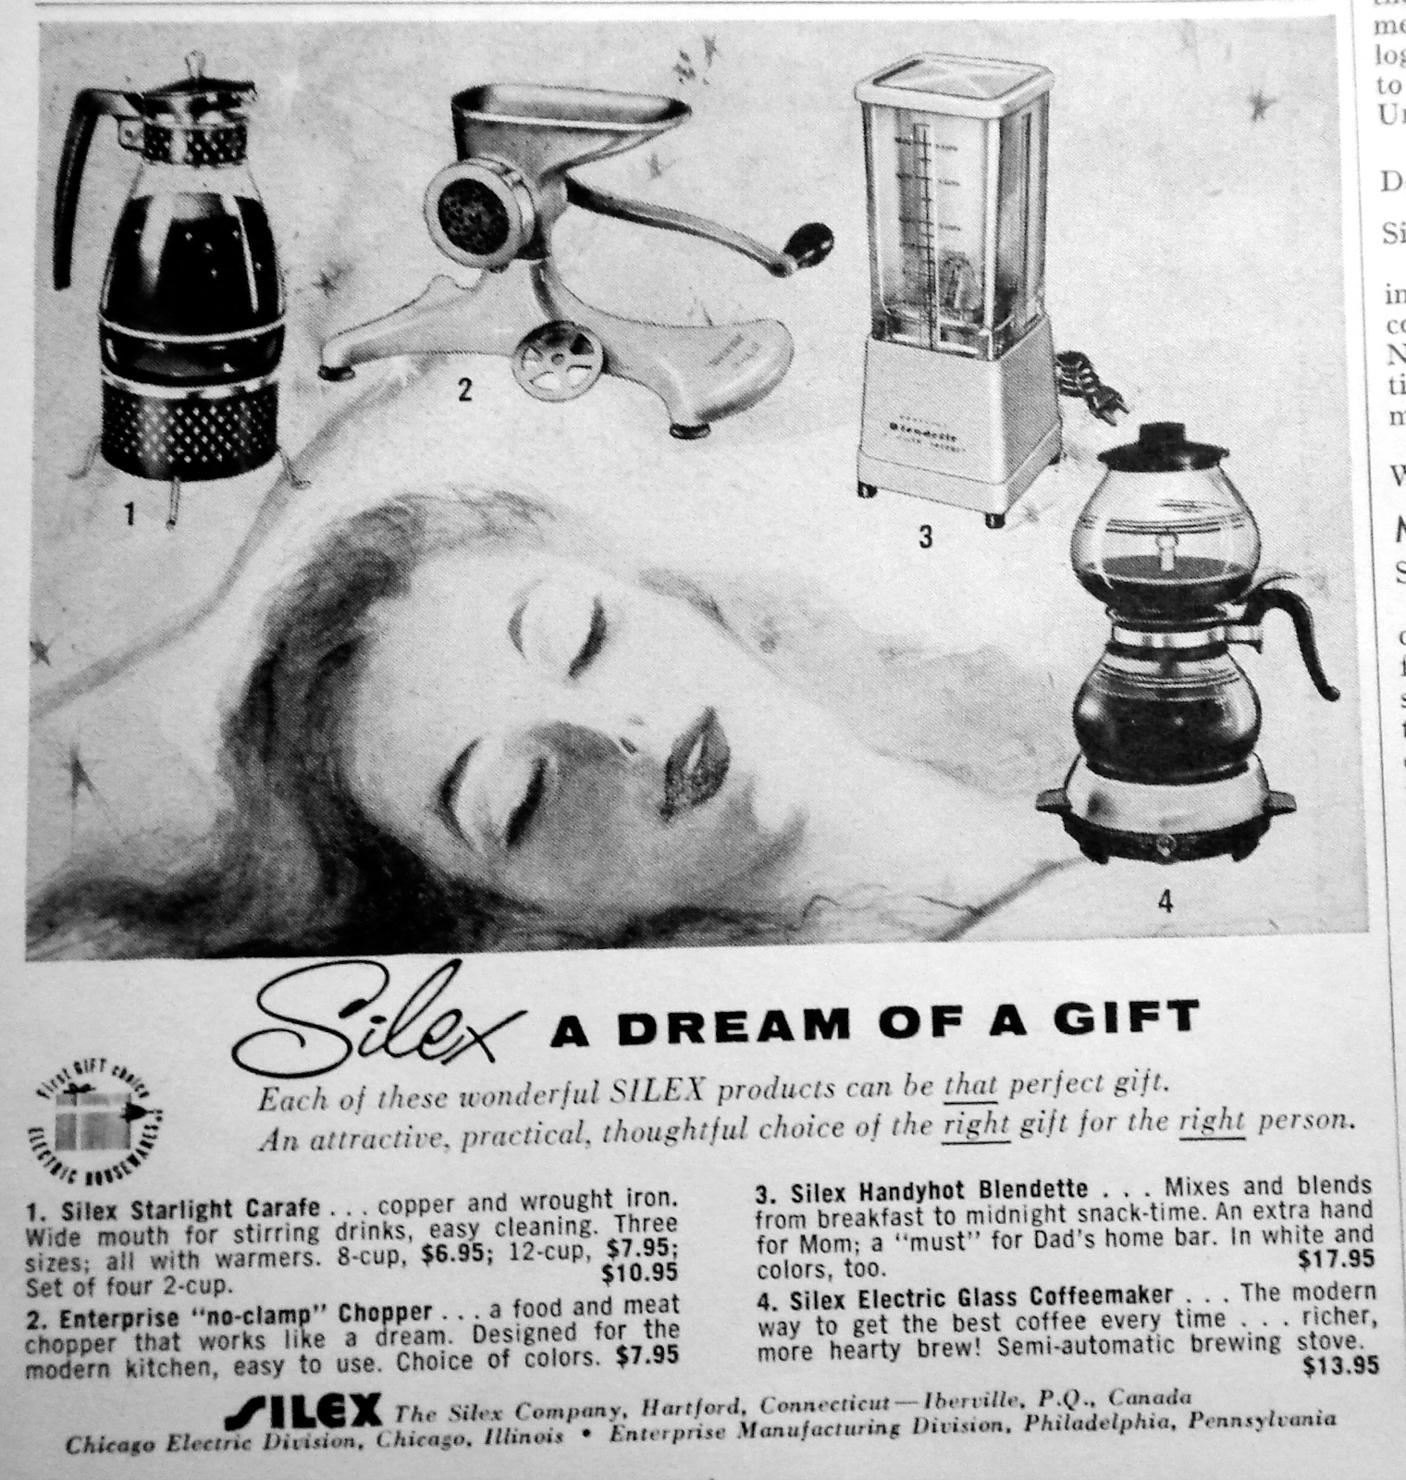 1
2
3
4
Blendette
Silex A DREAM OF A GIFT
First GIFT choice
ELECTRIC HOUSEWARES
Each of these wonderful SILEX products can be that perfect gift.
An attractive, practical, thoughtful choice of the right gift for the right person.
1. Silex Starlight Carafe . . . copper and wrought iron.
Wide mouth for stirring drinks, easy cleaning. Three
sizes; all with warmers. 8-cup, $6.95; 12-cup, $7.95;
Set of four 2-cup. $10.95
2. Enterprise "no-clamp" Chopper . . . a food and meat
chopper that works like a dream. Designed for the
modern kitchen, easy to use. Choice of colors. $7.95
3. Silex Handyhot Blendette . . . Mixes and blends
from breakfast to midnight snack-time. An extra hand
for Mom; a "must" for Dad's home bar. In white and
colors, too. $17.95
4. Silex Electric Glass Coffeemaker . . . The modern
way to get the best coffee every time . . . richer,
more hearty brew! Semi-automatic brewing stove.
$13.95
SILEX The Silex Company, Hartford, Connecticut—Iberville, P.Q., Canada
Chicago Electric Division, Chicago, Illinois • Enterprise Manufacturing Division, Philadelphia, Pennsylvania